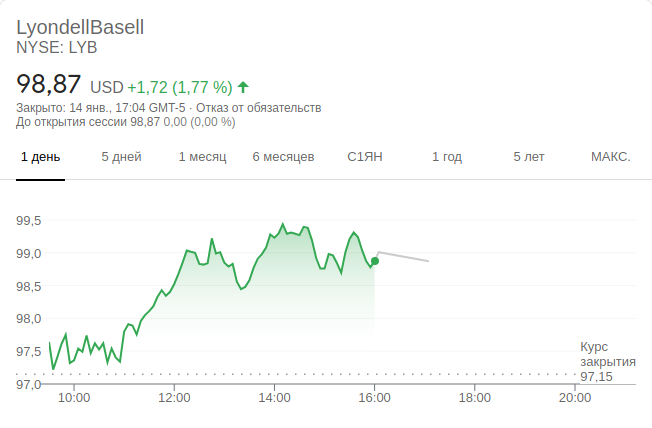 LyondellBasell
NYSE: LYB
98,87 USD +1,72 (1,77 %)
Закрыто: 14 янв., 17:04 GMT-5 · Отказ от обязательств
До открытия сессии 98,87 0,00 (0,00 %)
1 день 5 дней 1 месяц 6 месяцев С1ЯН 1 год 5 лет МАКС.
99,5
99,0
98,5
98,0
97,5
97,0
Курс
закрытия
97,15
10:00 12:00 14:00 16:00 18:00 20:00